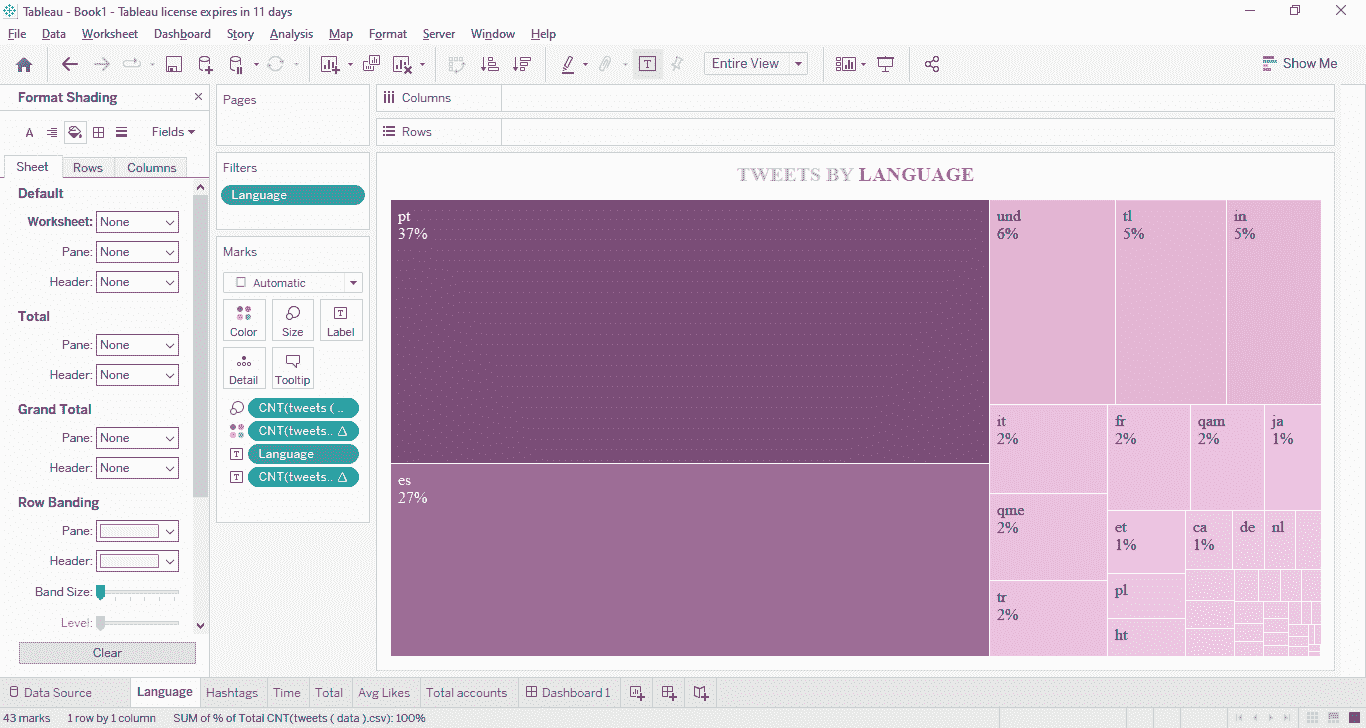 Tableau - Book1 - Tableau license expires in 11 days
File Data Worksheet Dashboard Story Analysis Map Format Server Window Help
Entire View
Show Me
Format Shading
Fields
Sheet Rows Columns
Default
Worksheet: None
Pane: None
Header: None
Total
Pane: None
Header: None
Grand Total
Pane: None
Header: None
Row Banding
Pane:
Header:
Band Size:
Level:
Clear
Pages
Filters
Language
Marks
Automatic
Color Size Label
Detail Tooltip
CNT(tweets ( ..
CNT(tweets.. Δ
Language
CNT(tweets.. Δ
Columns
Rows
TWEETS BY LANGUAGE
pt
37%
es
27%
und
6%
tl
5%
in
5%
it
2%
fr
2%
qam
2%
ja
1%
qme
2%
et
1%
ca
1%
de
nl
tr
2%
pl
ht
Data Source Language Hashtags Time Total Avg Likes Total accounts Dashboard 1
43 marks 1 row by 1 column SUM of % of Total CNT(tweets ( data ).csv): 100%